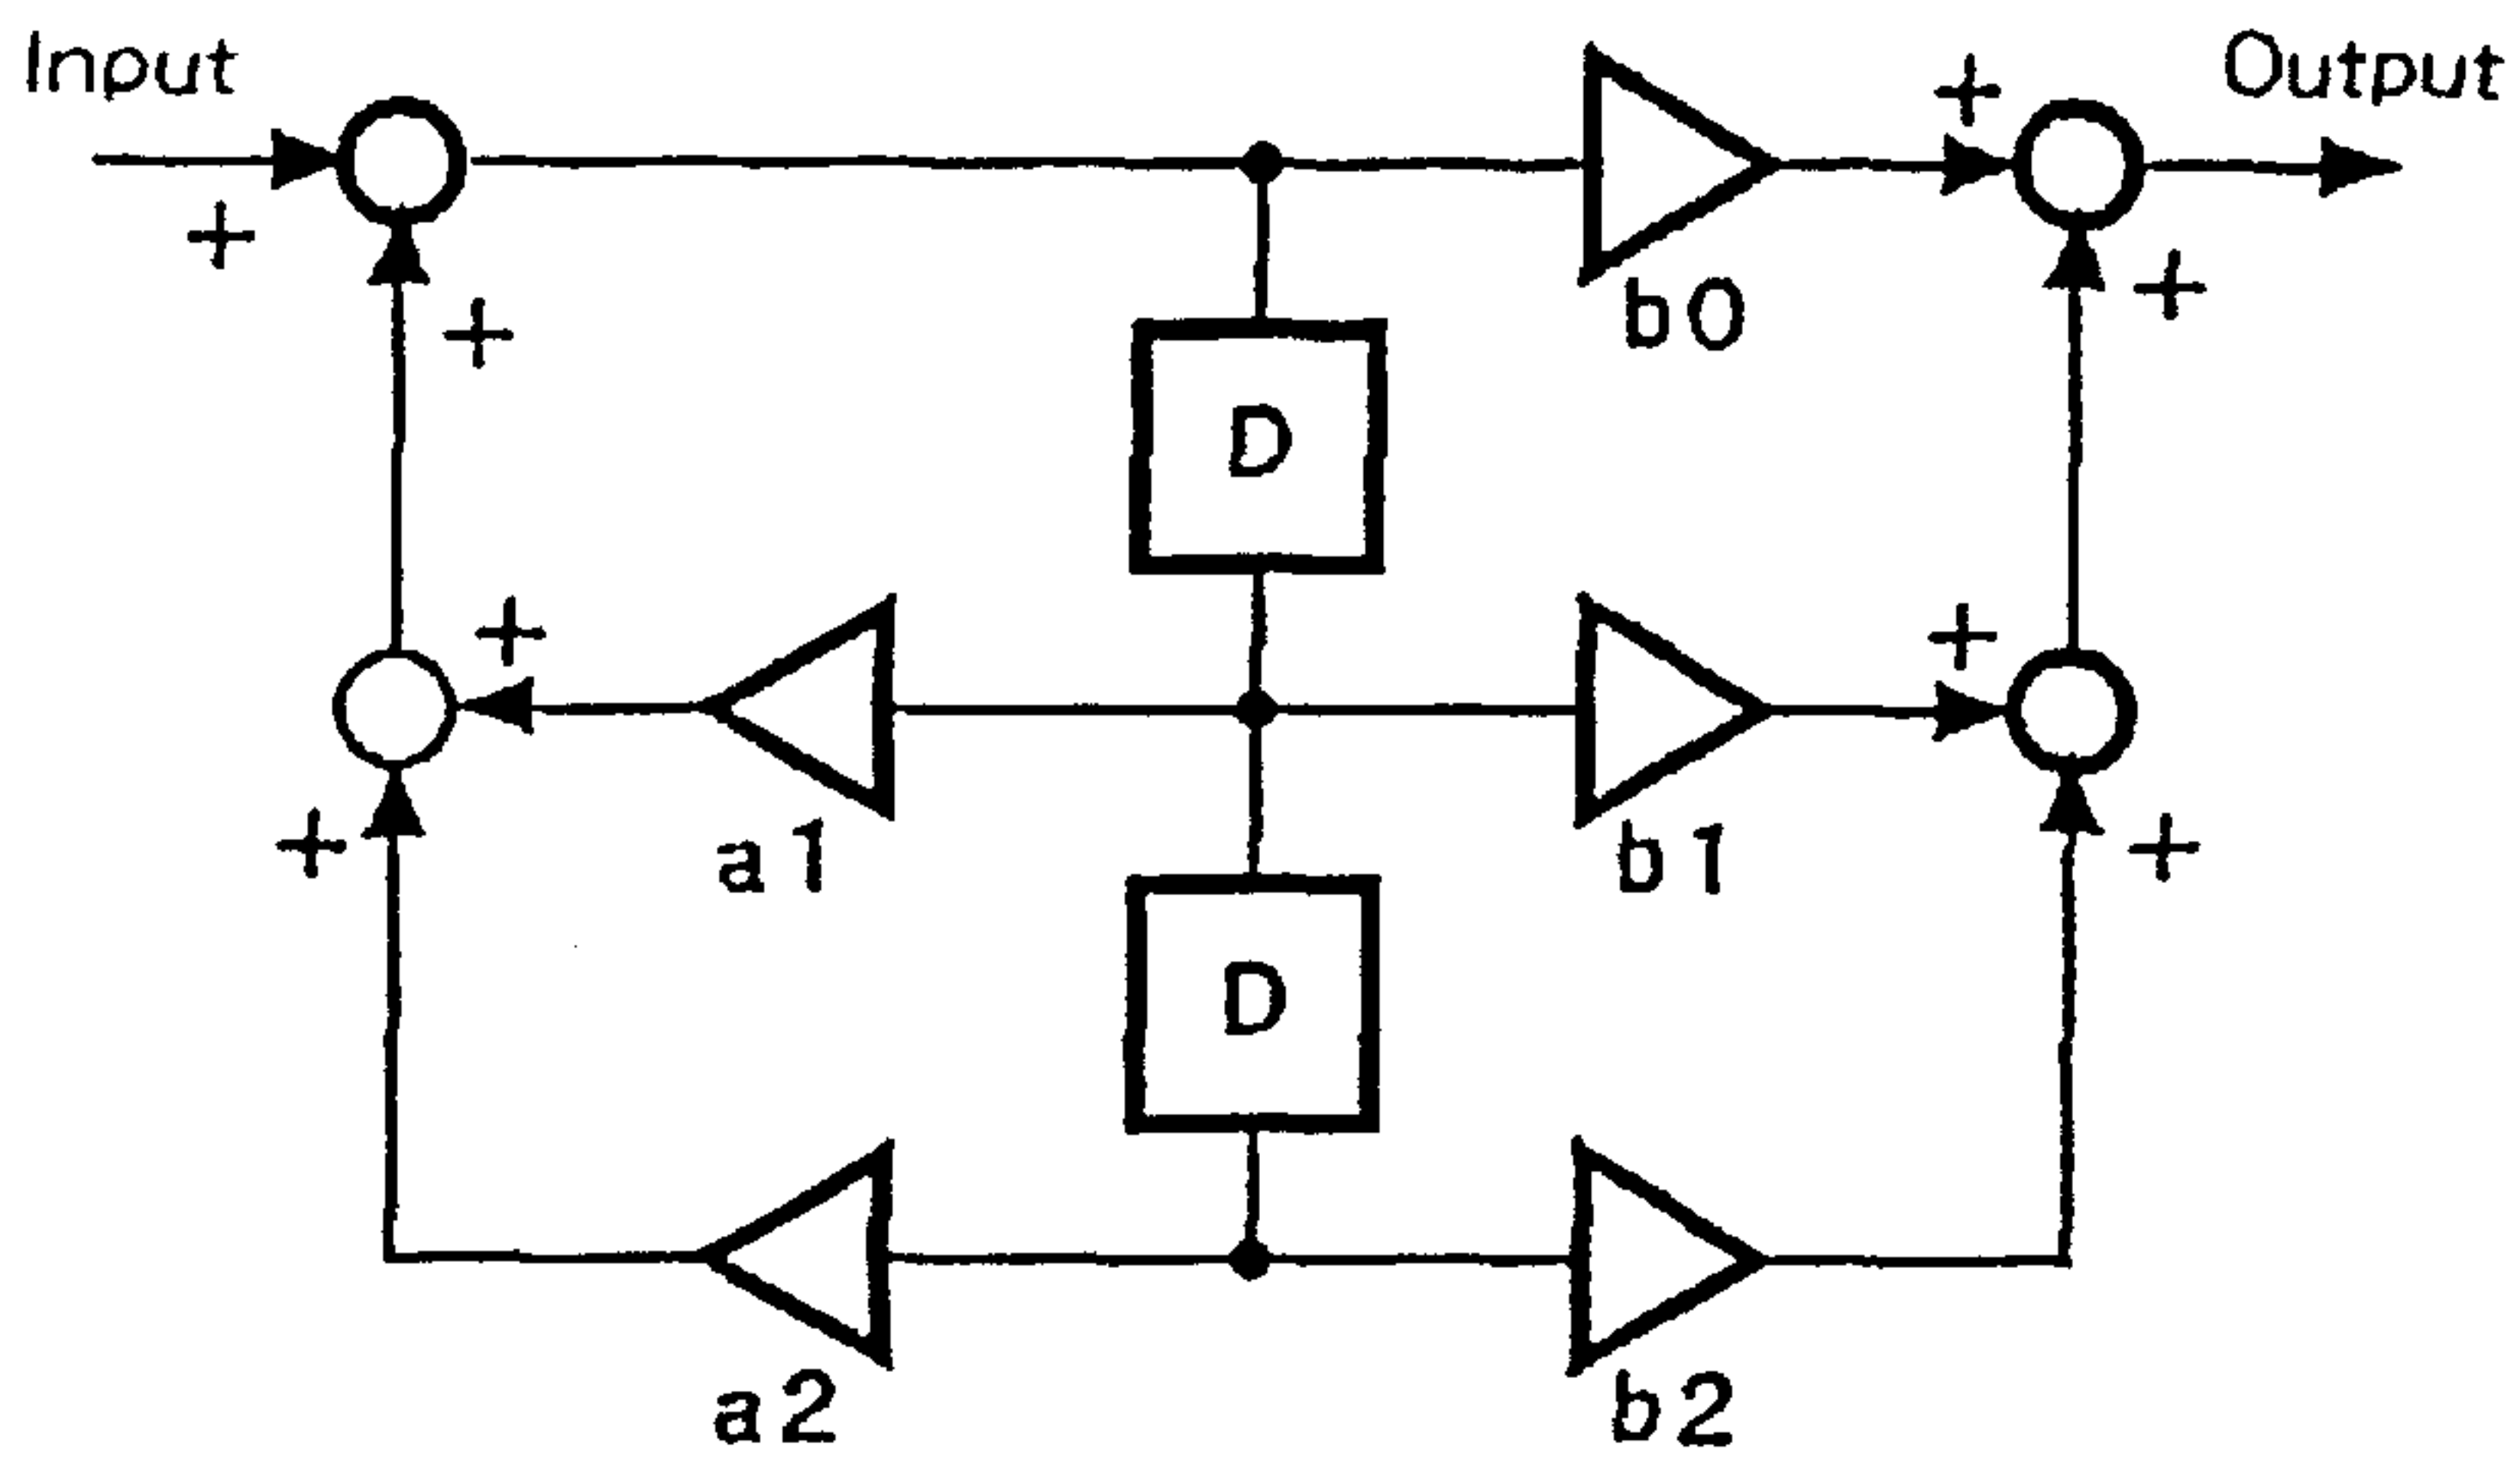 Input
Output
+
+
+
+
b0
D
+
+
+
+
a1
b1
D
a2
b2